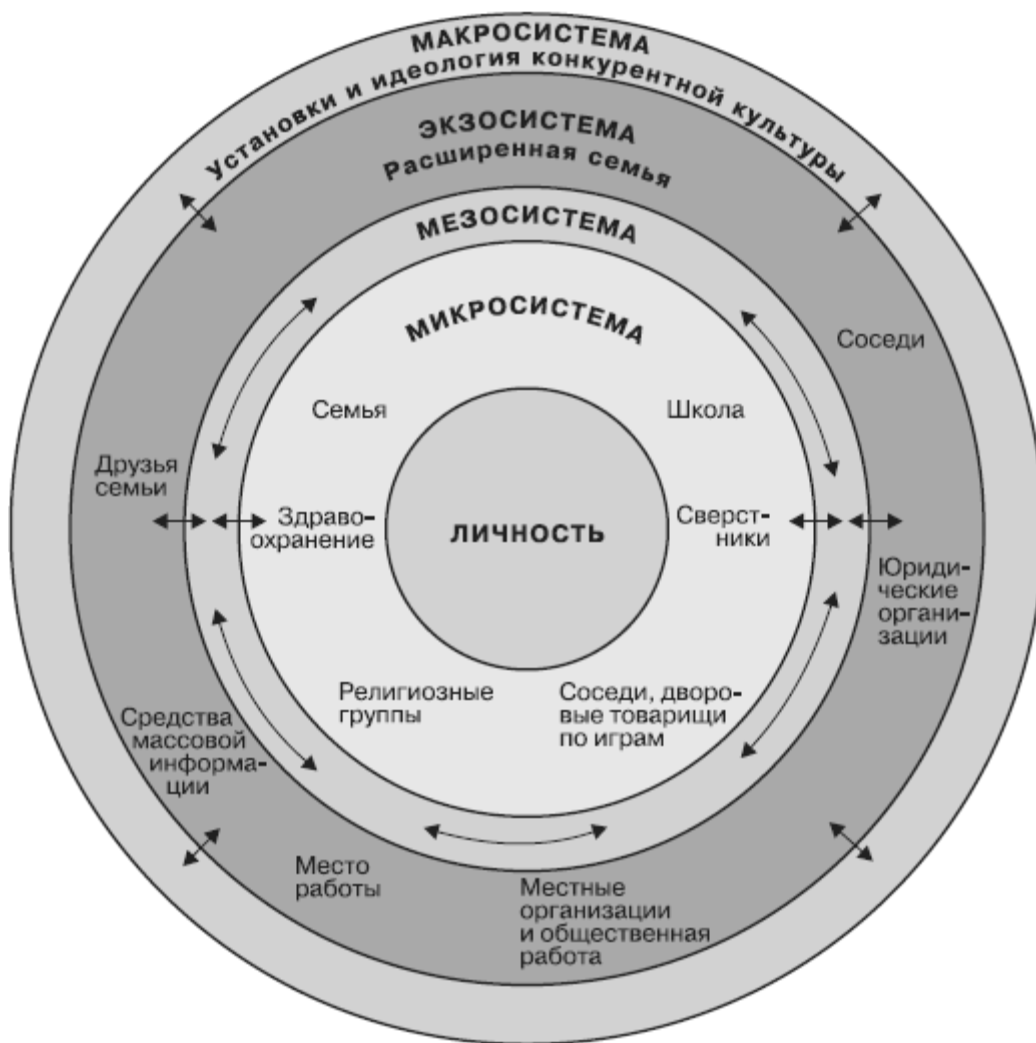 МАКРОСИСТЕМА
Установки и идеология конкурентной культуры
ЭКЗОСИСТЕМА
Расширенная семья
МЕЗОСИСТЕМА
МИКРОСИСТЕМА
Соседи
Семья
Школа
Друзья
семьи
Здраво-
охранение
ЛИЧНОСТЬ
Сверст-
ники
Юриди-
ческие
органи-
зации
Религиозные
группы
Соседи, дворо-
вые товарищи
по играм
Средства
массовой
информа-
ции
Место
работы
Местные
организации
и общественная
работа